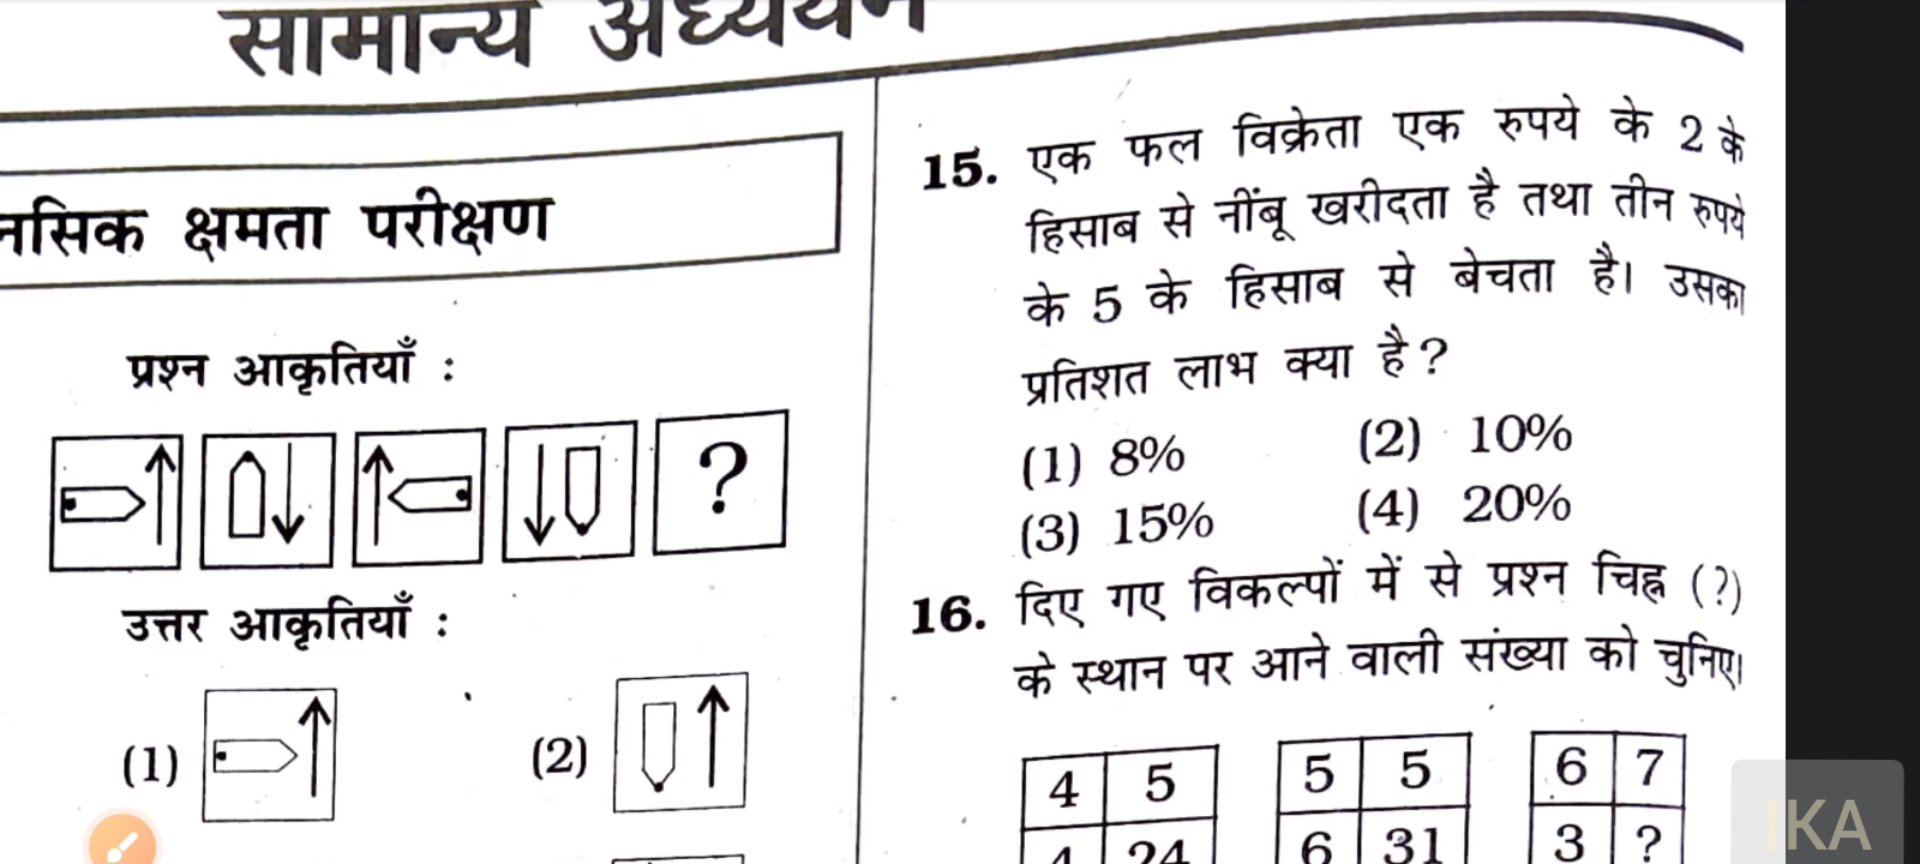 सामान्य अध्ययन
क्षमता परीक्षण
प्रश्न आकृतियाँ :
?
उत्तर आकृतियाँ :
(1)
(2)
15. एक फल विक्रेता एक रुपये के 2 के
हिसाब से नींबू खरीदता है तथा तीन रुपये
के 5 के हिसाब से बेचता है। उसका
प्रतिशत लाभ क्या है ?
(1) 8% (2) 10%
(3) 15% (4) 20%
16. दिए गए विकल्पों में से प्रश्न चिह्न (?)
के स्थान पर आने वाली संख्या को चुनिए।
4 5 5 5 6 7
4 24 6 31 3 ?
IKA